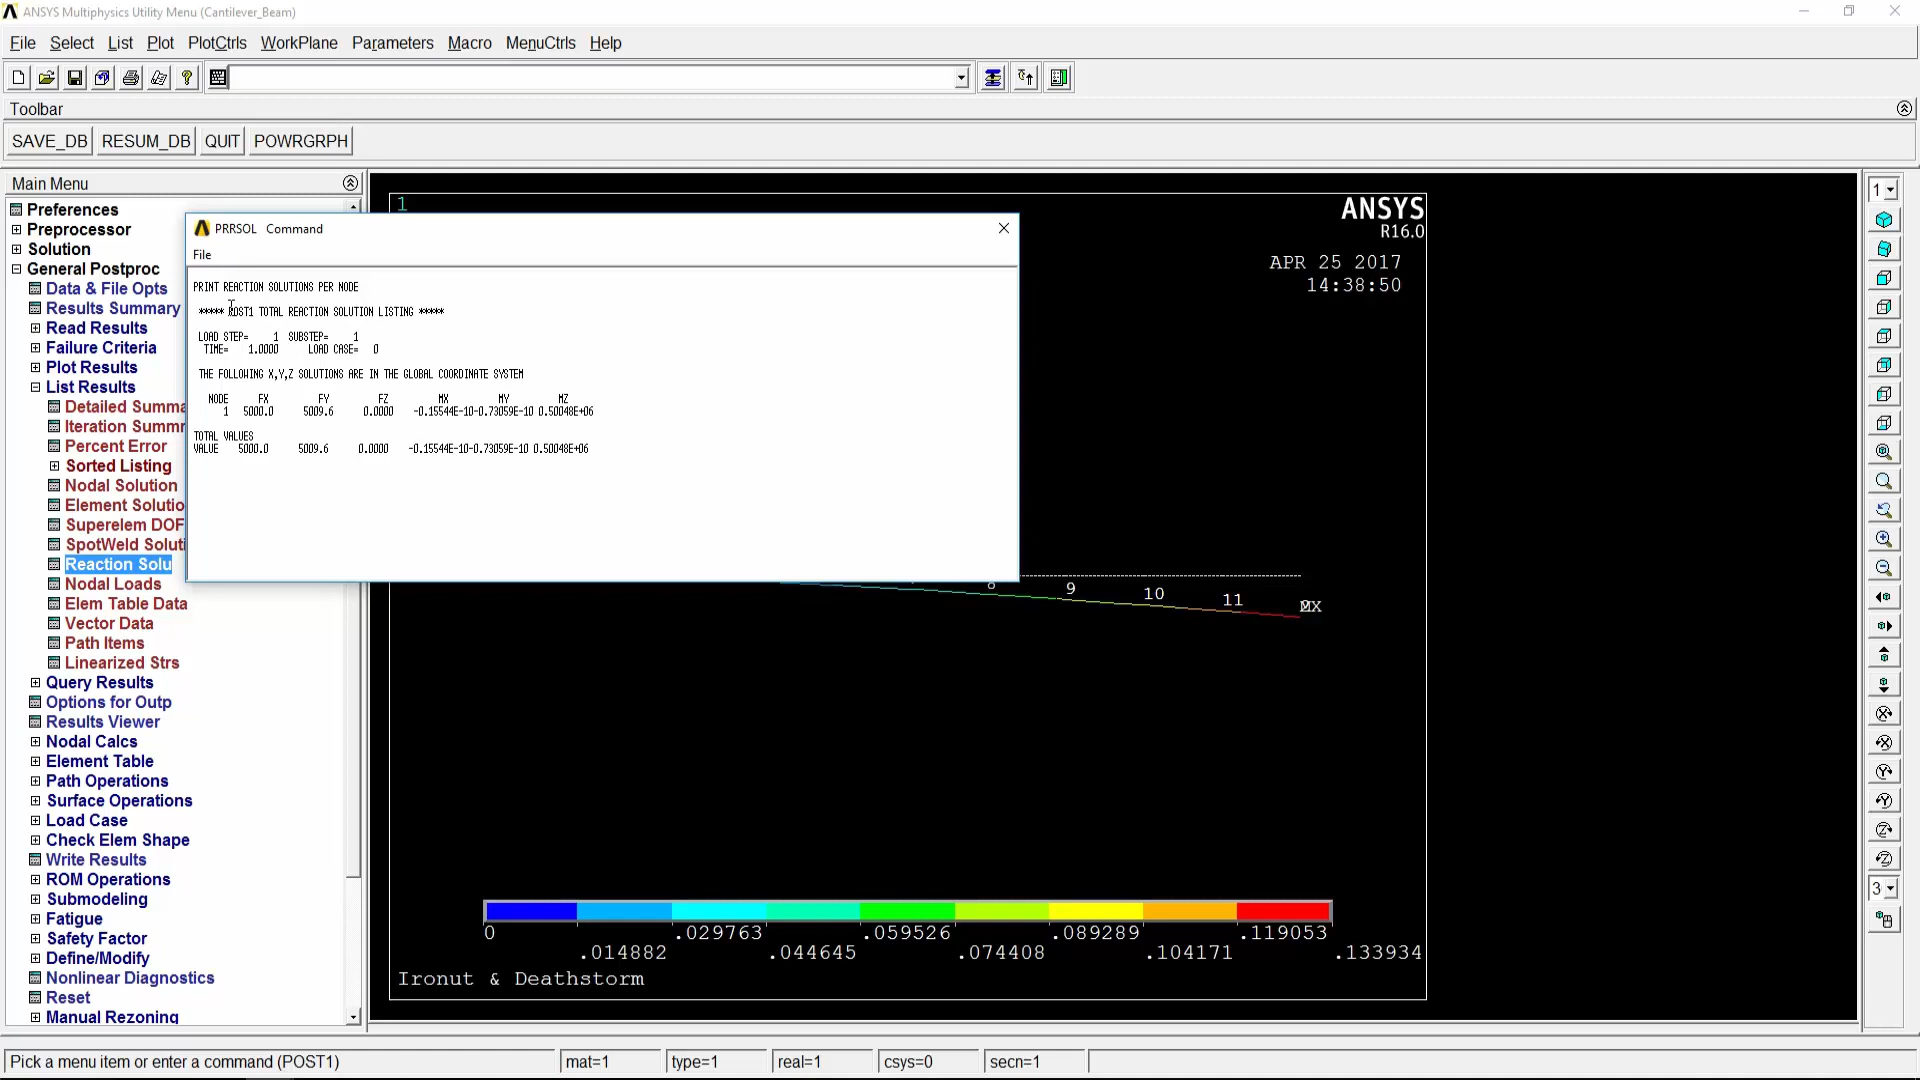 ANSYS Multiphysics Utility Menu (Cantilever_Beam)
File Select List Plot PlotCtrls WorkPlane Parameters Macro MenuCtrls Help
Toolbar
SAVE_DB RESUM_DB QUIT POWRGRPH
Main Menu
Preferences
Preprocessor
Solution
General Postproc
Data & File Opts
Results Summary
Read Results
Failure Criteria
Plot Results
List Results
Detailed Summa
Iteration Summr
Percent Error
Sorted Listing
Nodal Solution
Element Solutio
Superelem DOF
SpotWeld Soluti
Reaction Solu
Nodal Loads
Elem Table Data
Vector Data
Path Items
Linearized Strs
Query Results
Options for Outp
Results Viewer
Nodal Calcs
Element Table
Path Operations
Surface Operations
Load Case
Check Elem Shape
Write Results
ROM Operations
Submodeling
Fatigue
Safety Factor
Define/Modify
Nonlinear Diagnostics
Reset
Manual Rezoning
PRRSOL Command
File
PRINT REACTION SOLUTIONS PER NODE
***** POST1 TOTAL REACTION SOLUTION LISTING *****
LOAD STEP= 1 SUBSTEP= 1
TIME= 1.0000 LOAD CASE= 0
THE FOLLOWING X,Y,Z SOLUTIONS ARE IN THE GLOBAL COORDINATE SYSTEM
NODE FX FY FZ MX MY MZ
1 5000.0 5009.6 0.0000 -0.15544E-10-0.73059E-10 0.50048E+06
TOTAL VALUES
VALUE 5000.0 5009.6 0.0000 -0.15544E-10-0.73059E-10 0.50048E+06
1
ANSYS
R16.0
APR 25 2017
14:38:50
8 9 10 11
0 .029763 .059526 .089289 .119053
.014882 .044645 .074408 .104171 .133934
Ironut & Deathstorm
1
3
Pick a menu item or enter a command (POST1) mat=1 type=1 real=1 csys=0 secn=1